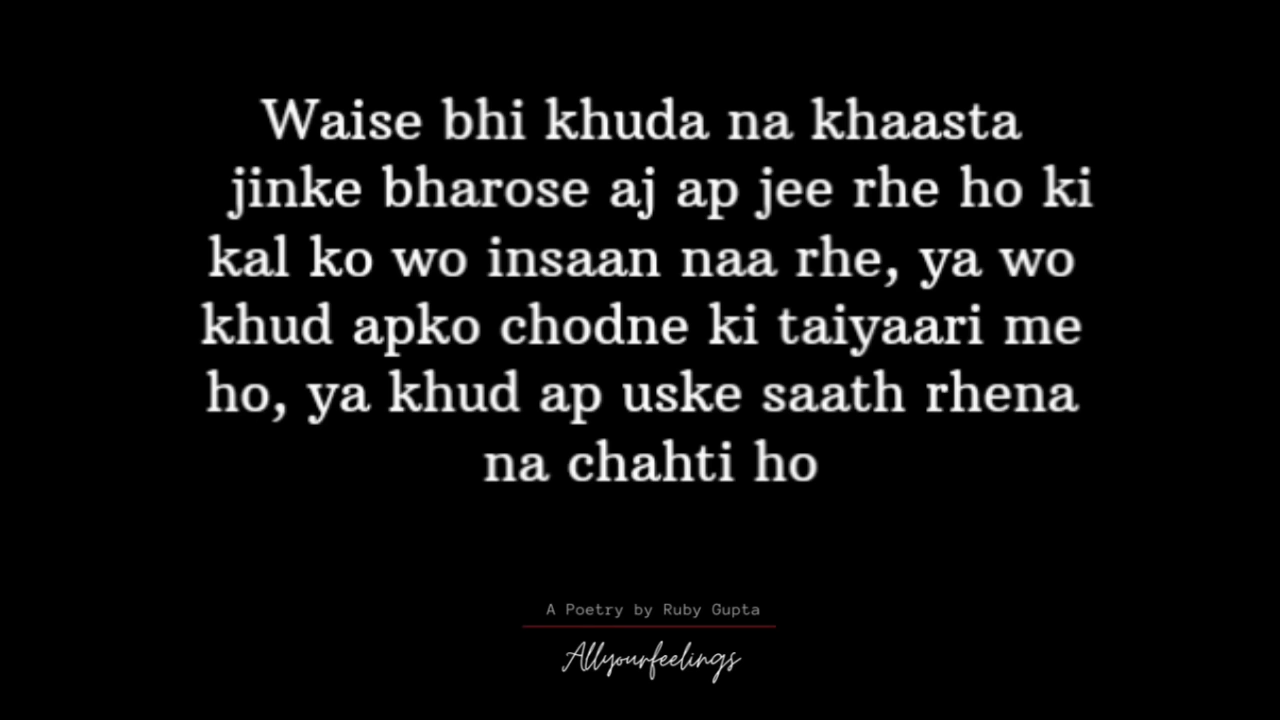 Waise bhi khuda na khaasta
jinke bharose aj ap jee rhe ho ki
kal ko wo insaan naa rhe, ya wo
khud apko chodne ki taiyaari me
ho, ya khud ap uske saath rhena
na chahti ho
A Poetry by Ruby Gupta
Allyourfeelings